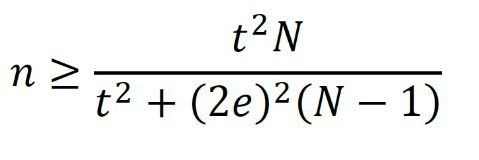 n ≥ t²N / (t² + (2e)²(N − 1))